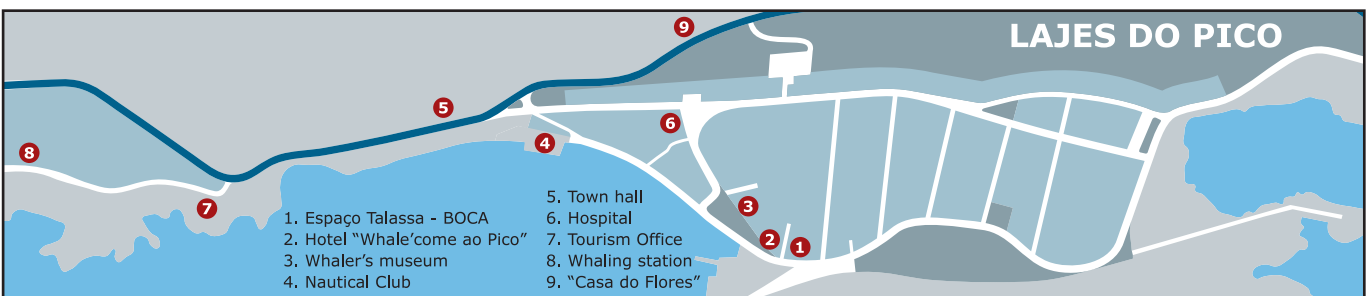 LAJES DO PICO
9
5
6
4
8
7
3
2
1
1. Espaço Talassa - BOCA
2. Hotel “Whale’come ao Pico”
3. Whaler’s museum
4. Nautical Club
5. Town hall
6. Hospital
7. Tourism Office
8. Whaling station
9. “Casa do Flores”